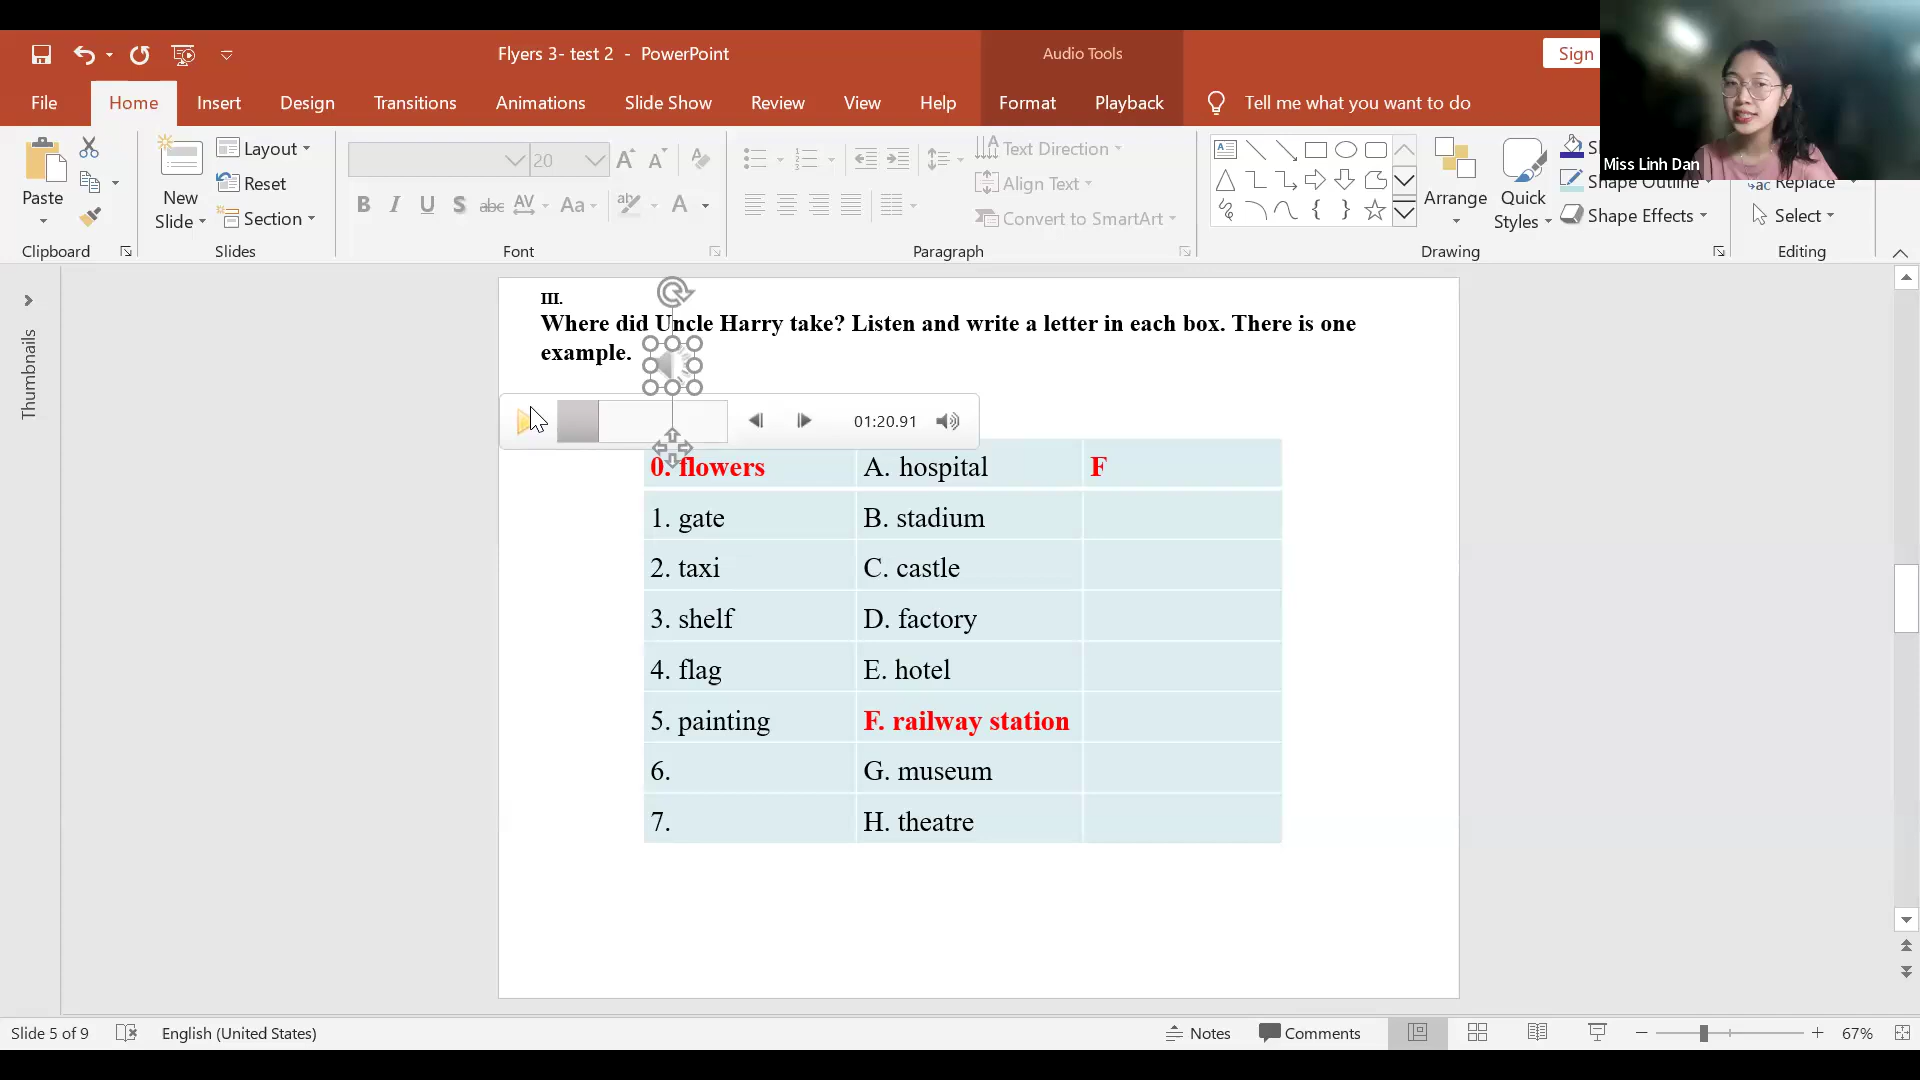 Flyers 3- test 2 - PowerPoint
Audio Tools
Sign
File Home Insert Design Transitions Animations Slide Show Review View Help Format Playback Tell me what you want to do
Paste
New Slide
Layout
Reset
Section
20
Text Direction
Align Text
Convert to SmartArt
Arrange
Quick Styles
Shape Outline
Shape Effects
Replace
Select
Miss Linh Dan
Clipboard Slides Font Paragraph Drawing Editing
Thumbnails
III.
Where did Uncle Harry take? Listen and write a letter in each box. There is one
example.
01:20.91
0. flowers A. hospital F
1. gate B. stadium
2. taxi C. castle
3. shelf D. factory
4. flag E. hotel
5. painting F. railway station
6. G. museum
7. H. theatre
Slide 5 of 9 English (United States) Notes Comments 67%